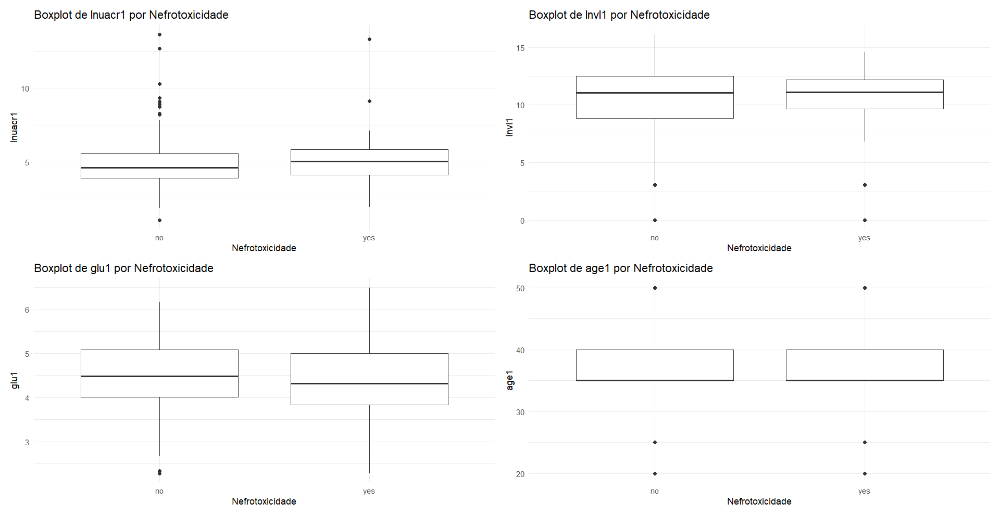 Boxplot de lnuacr1 por Nefrotoxicidade
lnuacr1
10
5
no yes
Nefrotoxicidade
Boxplot de lnvl1 por Nefrotoxicidade
lnvl1
15
10
5
0
no yes
Nefrotoxicidade
Boxplot de glu1 por Nefrotoxicidade
glu1
6
5
4
3
no yes
Nefrotoxicidade
Boxplot de age1 por Nefrotoxicidade
age1
50
40
30
20
no yes
Nefrotoxicidade